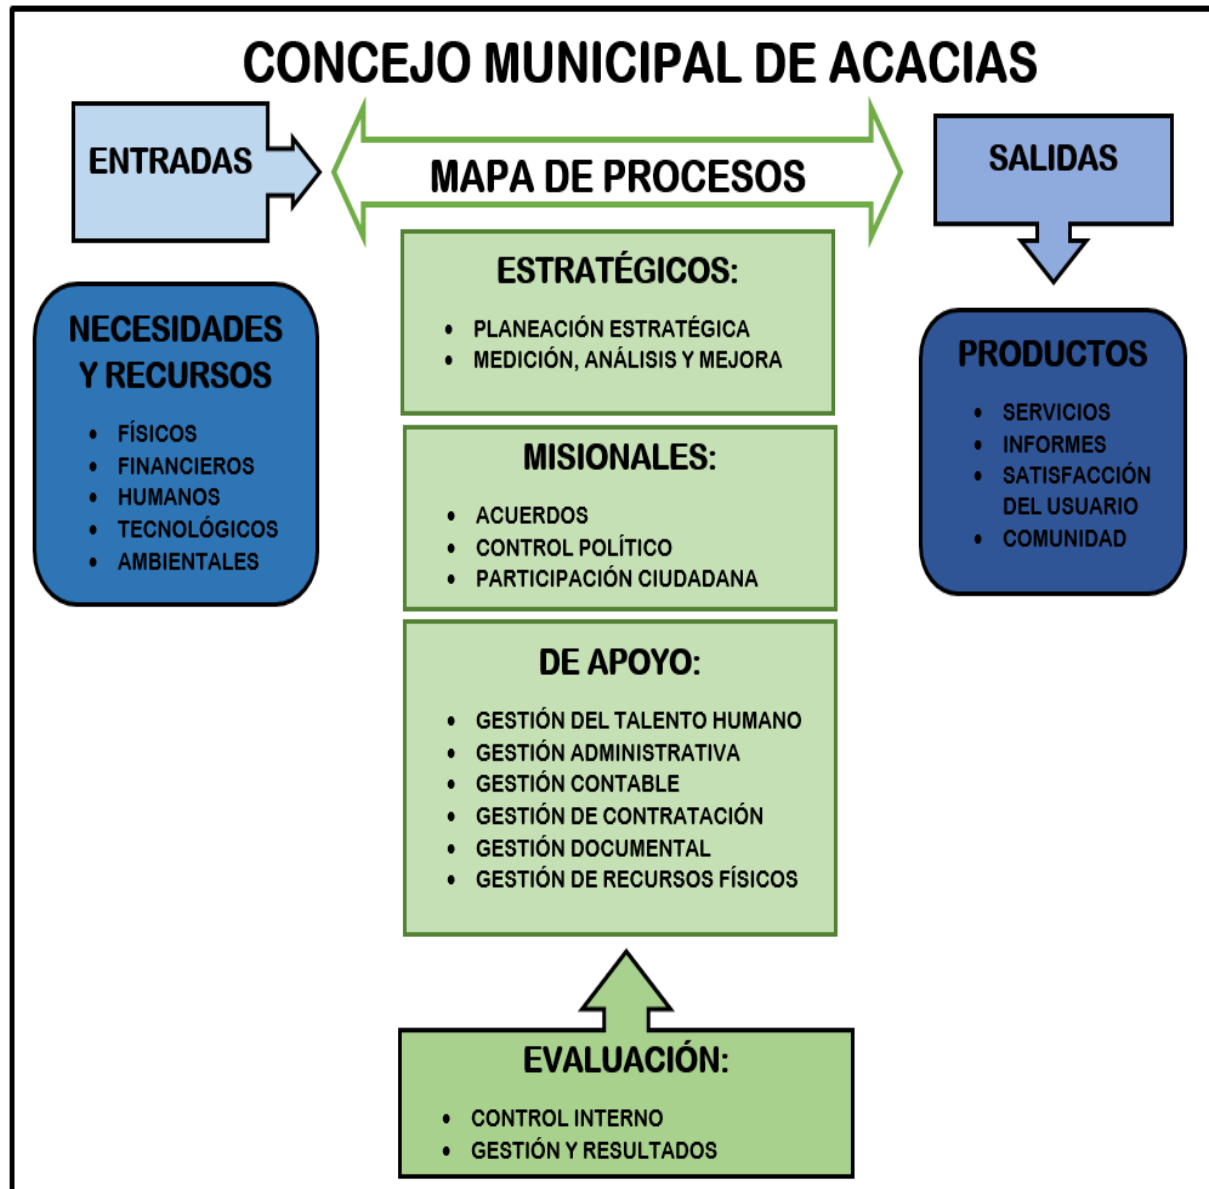 CONCEJO MUNICIPAL DE ACACIAS
ENTRADAS
MAPA DE PROCESOS
SALIDAS
NECESIDADES
Y RECURSOS
• FÍSICOS
• FINANCIEROS
• HUMANOS
• TECNOLÓGICOS
• AMBIENTALES
ESTRATÉGICOS:
• PLANEACIÓN ESTRATÉGICA
• MEDICIÓN, ANÁLISIS Y MEJORA
MISIONALES:
• ACUERDOS
• CONTROL POLÍTICO
• PARTICIPACIÓN CIUDADANA
DE APOYO:
• GESTIÓN DEL TALENTO HUMANO
• GESTIÓN ADMINISTRATIVA
• GESTIÓN CONTABLE
• GESTIÓN DE CONTRATACIÓN
• GESTIÓN DOCUMENTAL
• GESTIÓN DE RECURSOS FÍSICOS
EVALUACIÓN:
• CONTROL INTERNO
• GESTIÓN Y RESULTADOS
PRODUCTOS
• SERVICIOS
• INFORMES
• SATISFACCIÓN
DEL USUARIO
• COMUNIDAD